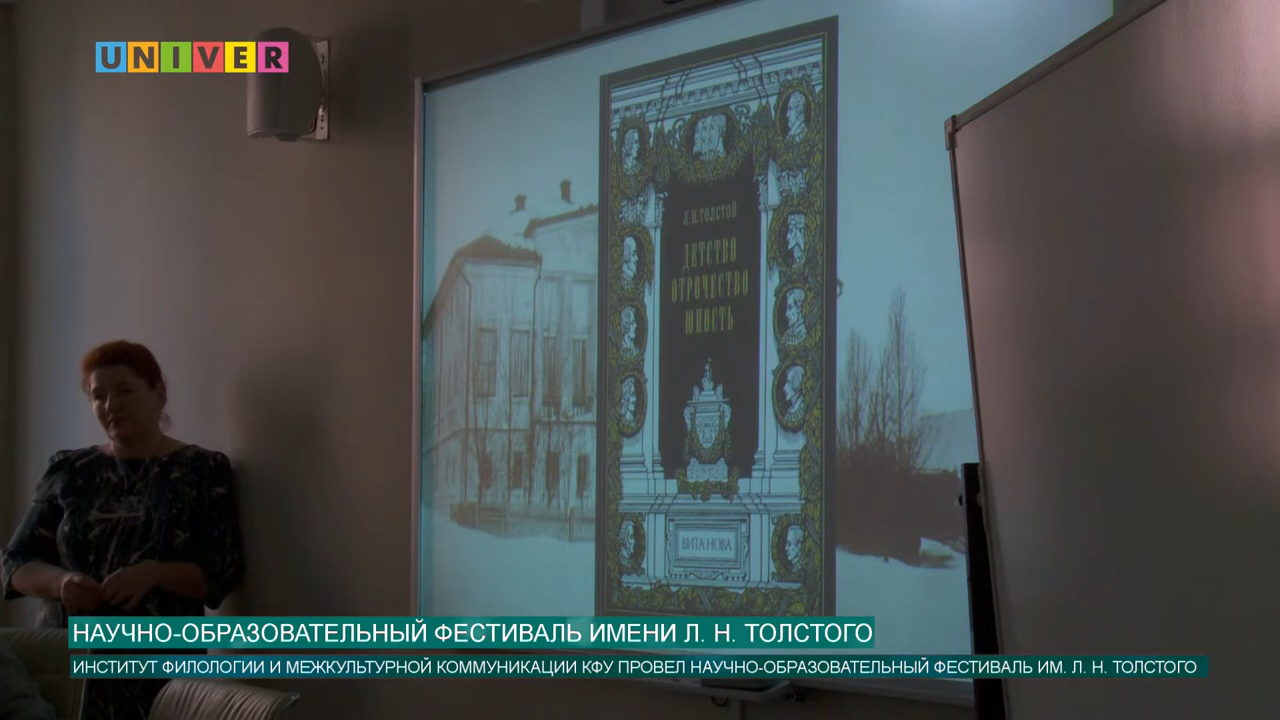 UNIVER
Л.Н.ТОЛСТОЙ
ДЕТСТВО
ОТРОЧЕСТВО
ЮНОСТЬ
ВИТА НОВА
НАУЧНО-ОБРАЗОВАТЕЛЬНЫЙ ФЕСТИВАЛЬ ИМЕНИ Л. Н. ТОЛСТОГО
ИНСТИТУТ ФИЛОЛОГИИ И МЕЖКУЛЬТУРНОЙ КОММУНИКАЦИИ КФУ ПРОВЕЛ НАУЧНО-ОБРАЗОВАТЕЛЬНЫЙ ФЕСТИВАЛЬ ИМ. Л. Н. ТОЛСТОГО